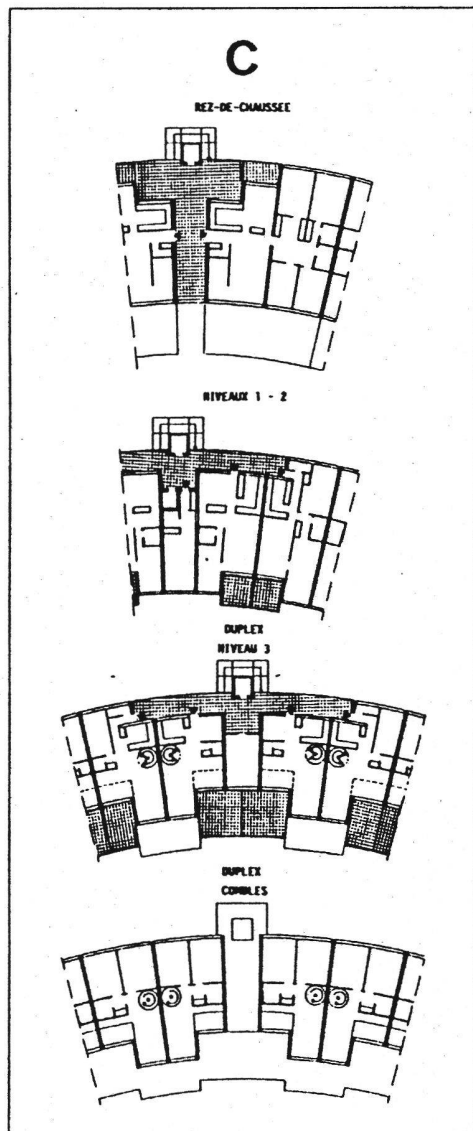 C
REZ-DE-CHAUSSEE
NIVEAUX 1 - 2
DUPLEX
NIVEAU 3
DUPLEX
COMBLES